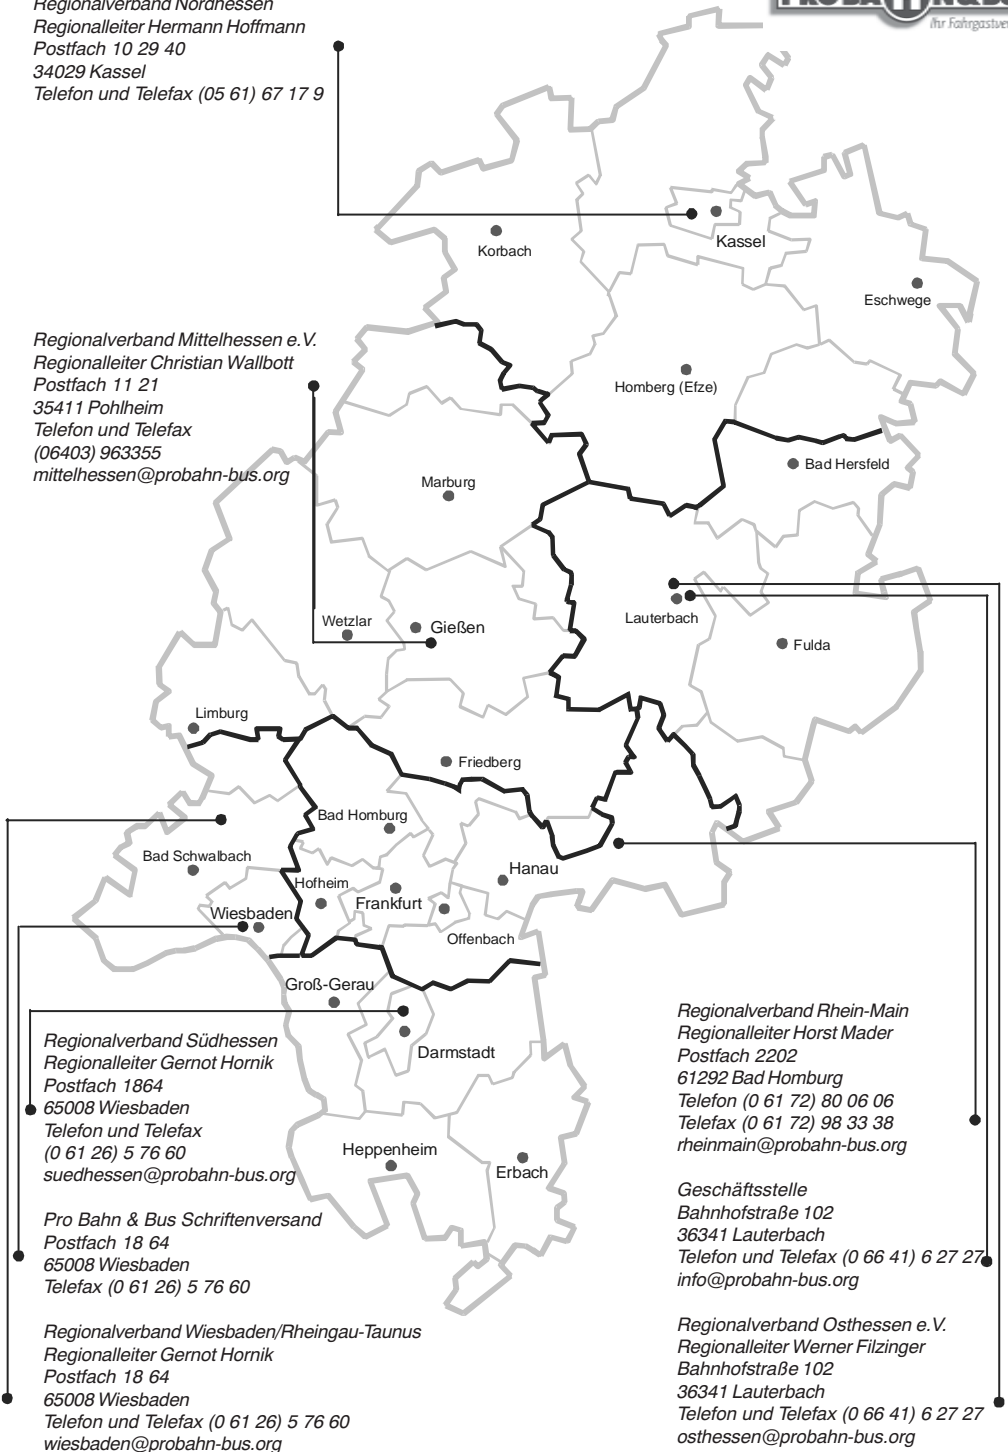 Regionalverband Nordhessen
Regionalleiter Hermann Hoffmann
Postfach 10 29 40
34029 Kassel
Telefon und Telefax (05 61) 67 17 9
Ihr Fahrgastve
Korbach
Kassel
Eschwege
Homberg (Efze)
Bad Hersfeld
Marburg
Lauterbach
Fulda
Wetzlar
Gießen
Limburg
Friedberg
Bad Homburg
Bad Schwalbach
Hofheim
Frankfurt
Hanau
Wiesbaden
Offenbach
Groß-Gerau
Darmstadt
Heppenheim
Erbach
Regionalverband Mittelhessen e.V.
Regionalleiter Christian Wallbott
Postfach 11 21
35411 Pohlheim
Telefon und Telefax
(06403) 963355
mittelhessen@probahn-bus.org
Regionalverband Südhessen
Regionalleiter Gernot Hornik
Postfach 1864
65008 Wiesbaden
Telefon und Telefax
(0 61 26) 5 76 60
suedhessen@probahn-bus.org
Pro Bahn & Bus Schriftenversand
Postfach 18 64
65008 Wiesbaden
Telefax (0 61 26) 5 76 60
Regionalverband Wiesbaden/Rheingau-Taunus
Regionalleiter Gernot Hornik
Postfach 18 64
65008 Wiesbaden
Telefon und Telefax (0 61 26) 5 76 60
wiesbaden@probahn-bus.org
Regionalverband Rhein-Main
Regionalleiter Horst Mader
Postfach 2202
61292 Bad Homburg
Telefon (0 61 72) 80 06 06
Telefax (0 61 72) 98 33 38
rheinmain@probahn-bus.org
Geschäftsstelle
Bahnhofstraße 102
36341 Lauterbach
Telefon und Telefax (0 66 41) 6 27 27
info@probahn-bus.org
Regionalverband Osthessen e.V.
Regionalleiter Werner Filzinger
Bahnhofstraße 102
36341 Lauterbach
Telefon und Telefax (0 66 41) 6 27 27
osthessen@probahn-bus.org